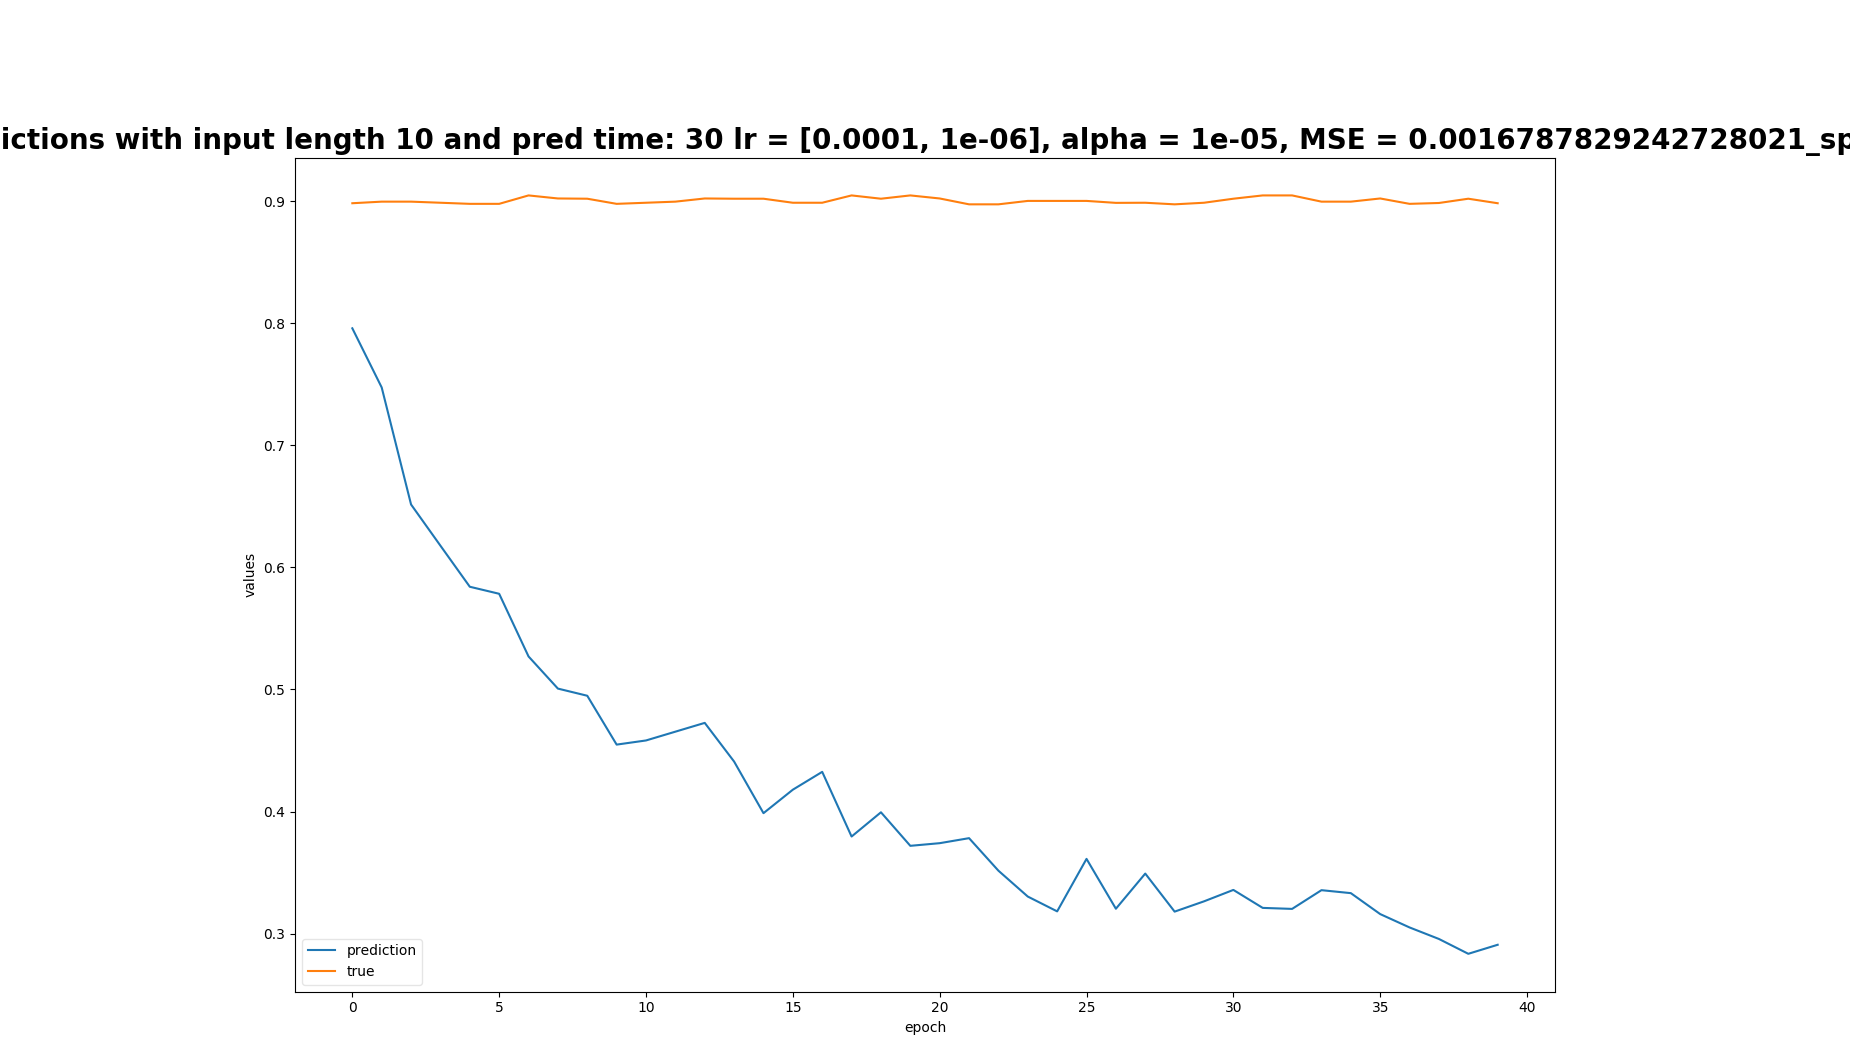 ictions with input length 10 and pred time: 30 lr = [0.0001, 1e-06], alpha = 1e-05, MSE = 0.0016787829242728021_sp
0.9
0.8
0.7
0.6
0.5
0.4
0.3
values
prediction
true
0 5 10 15 20 25 30 35 40
epoch